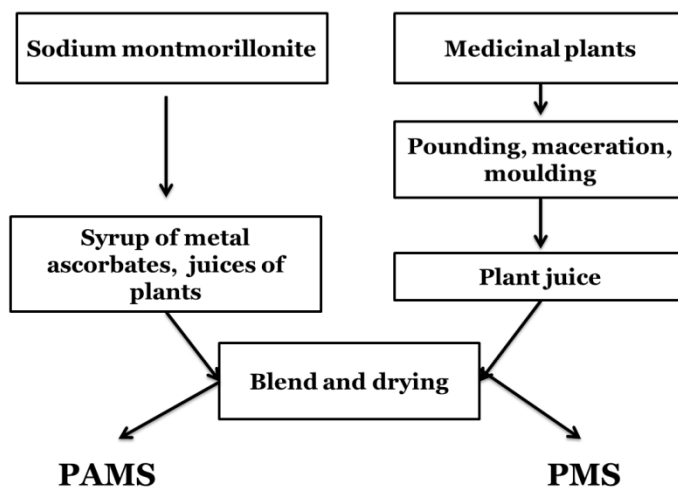 Sodium montmorillonite
Medicinal plants
Pounding, maceration,
moulding
Syrup of metal
ascorbates, juices of
plants
Plant juice
Blend and drying
PAMS
PMS